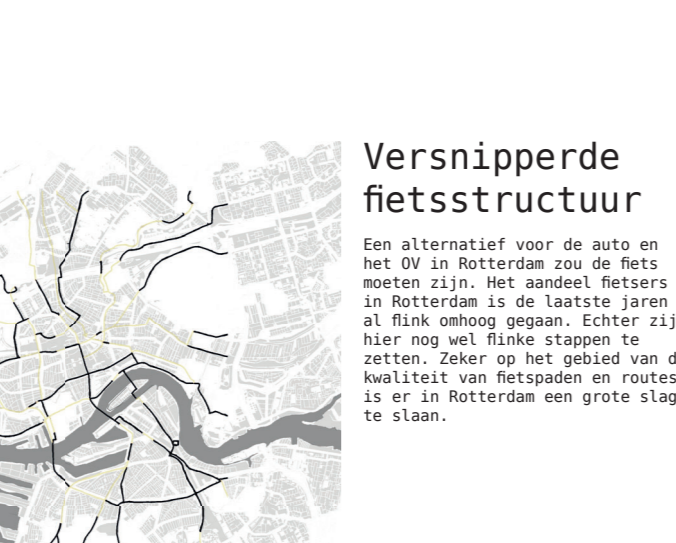 Versnipperde
fietsstructuur
Een alternatief voor de auto en
het OV in Rotterdam zou de fiets
moeten zijn. Het aandeel fietsers
in Rotterdam is de laatste jaren
al flink omhoog gegaan. Echter zij
hier nog wel flinke stappen te
zetten. Zeker op het gebied van d
kwaliteit van fietspaden en routes
is er in Rotterdam een grote slag
te slaan.